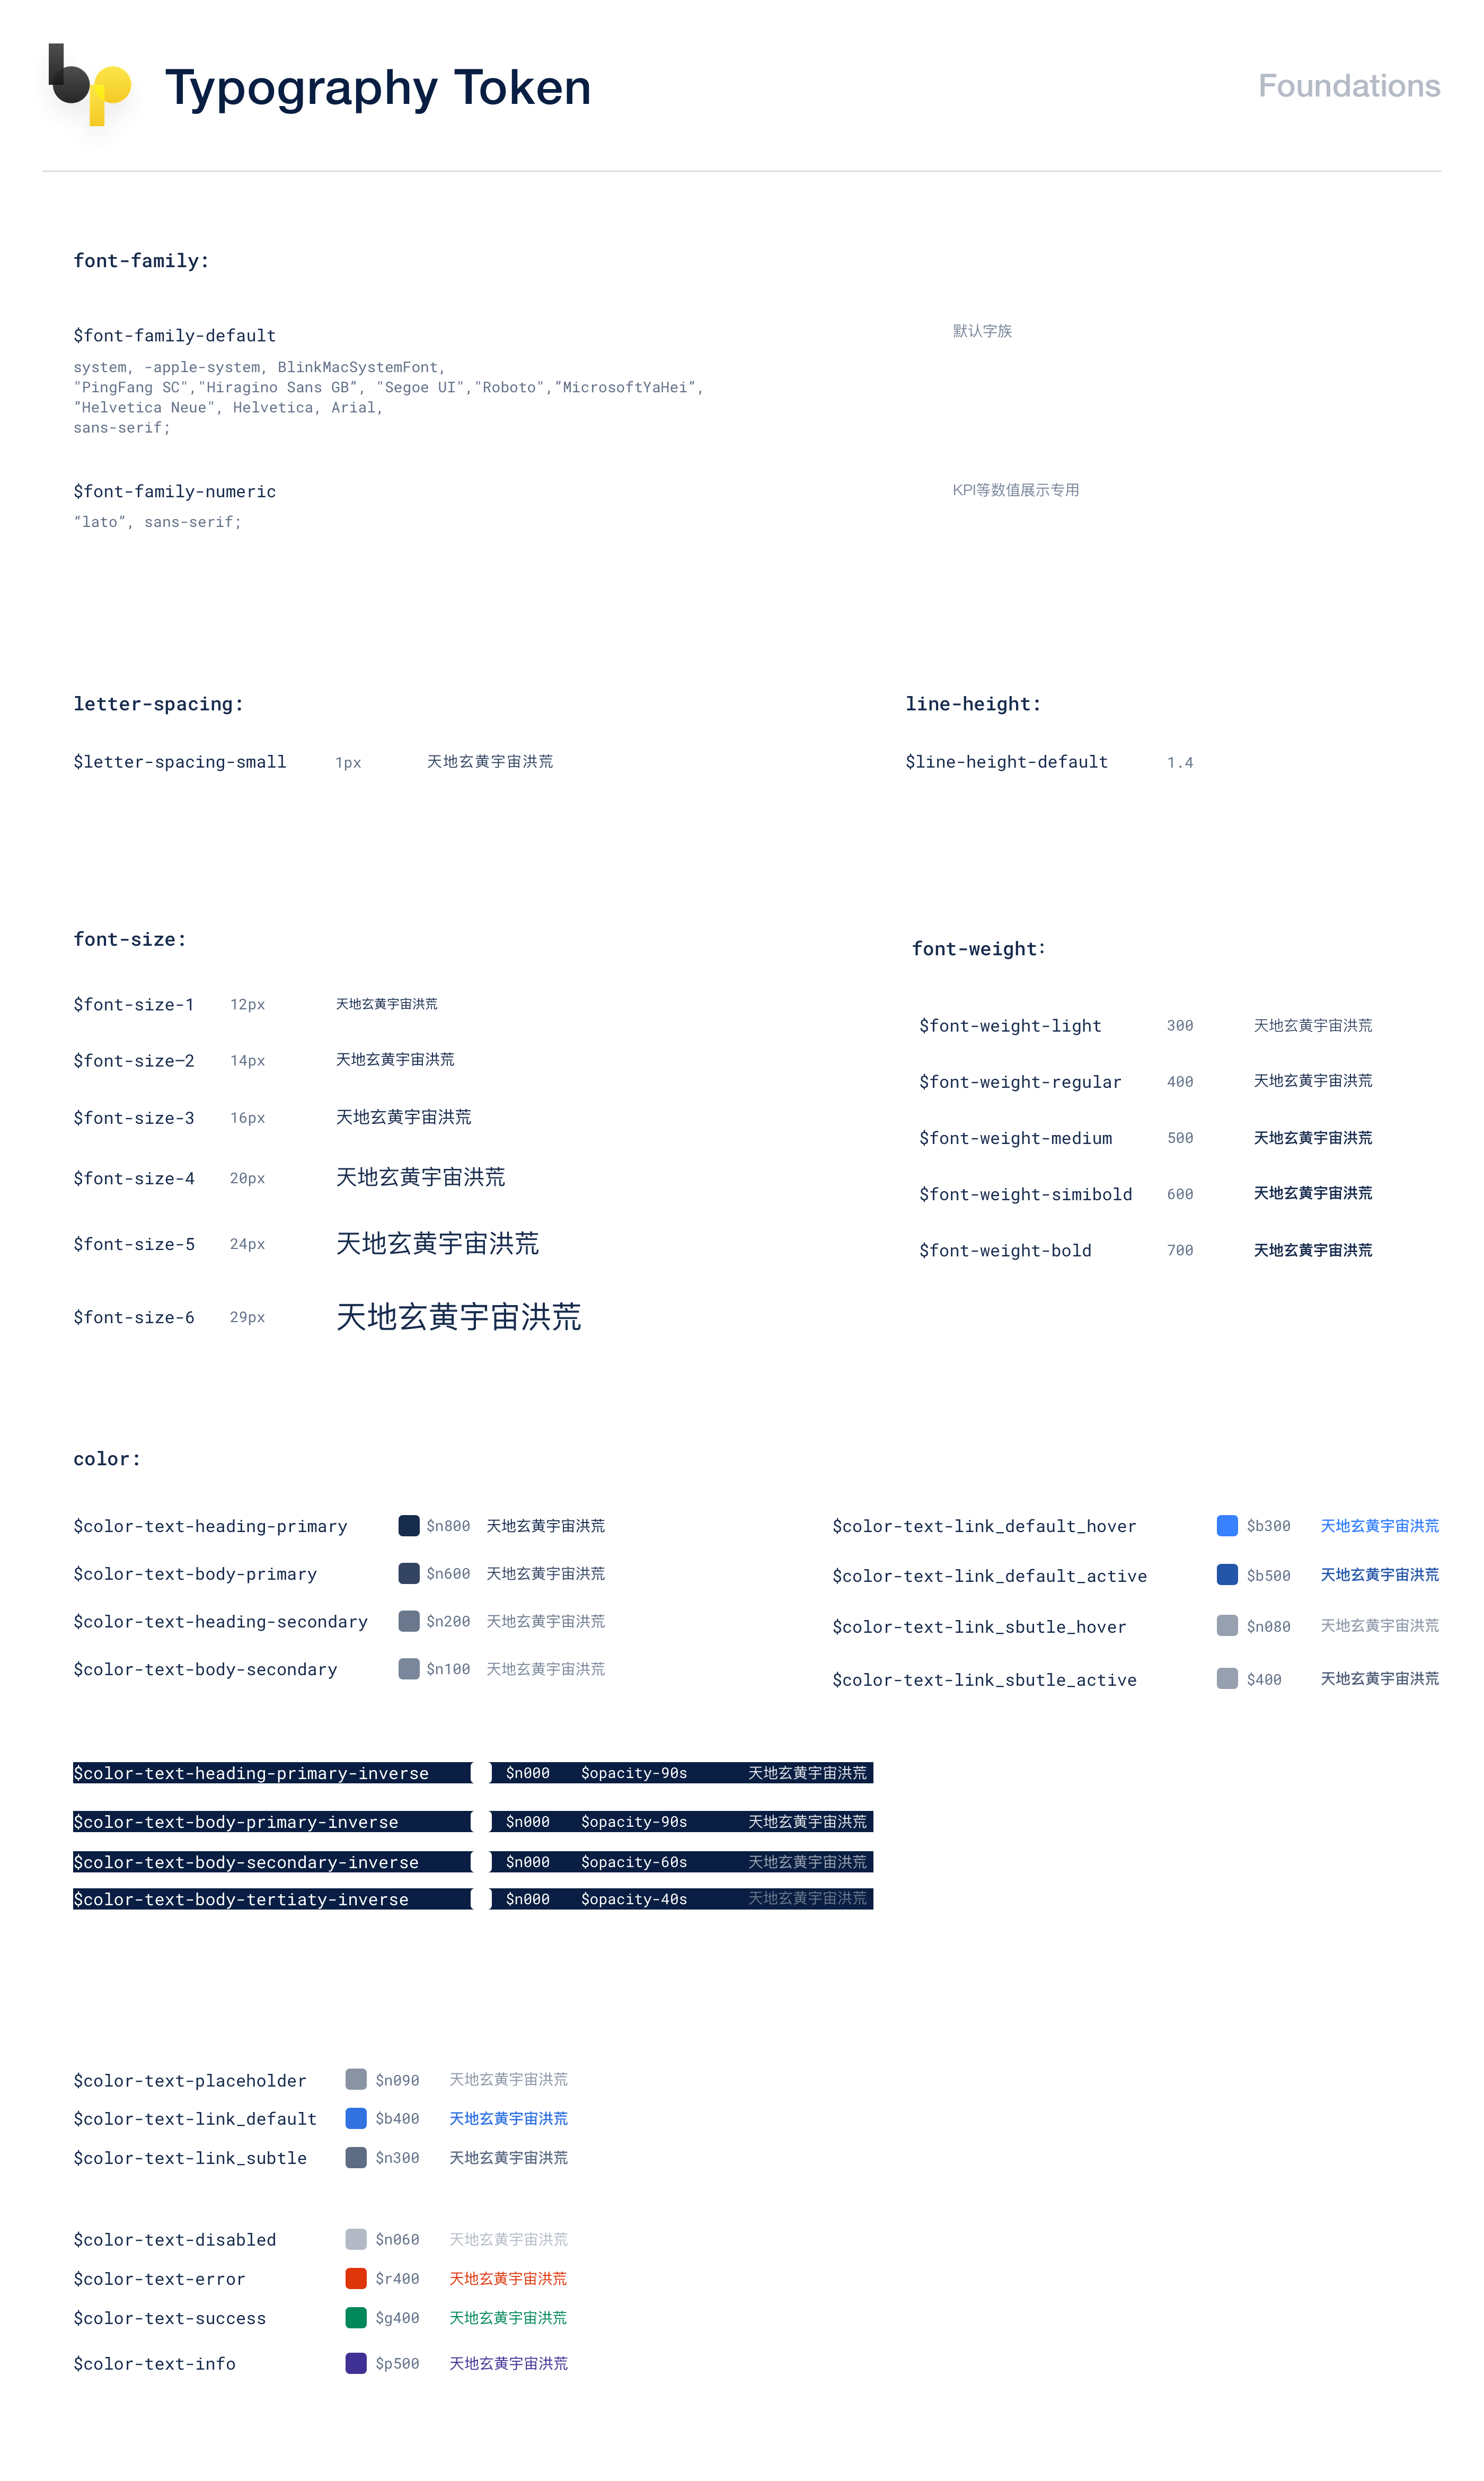 bp
Typography Token
Foundations
font-family:
$font-family-default
默认字族
system, -apple-system, BlinkMacSystemFont,
"PingFang SC","Hiragino Sans GB”, "Segoe UI","Roboto",”MicrosoftYaHei”,
”Helvetica Neue", Helvetica, Arial,
sans-serif;
$font-family-numeric
KPI等数值展示专用
“lato”, sans-serif;
letter-spacing:
$letter-spacing-small 1px 天地玄黄宇宙洪荒
line-height:
$line-height-default 1.4
font-size:
$font-size-1 12px 天地玄黄宇宙洪荒
$font-size—2 14px 天地玄黄宇宙洪荒
$font-size-3 16px 天地玄黄宇宙洪荒
$font-size-4 20px 天地玄黄宇宙洪荒
$font-size-5 24px 天地玄黄宇宙洪荒
$font-size-6 29px 天地玄黄宇宙洪荒
font-weight:
$font-weight-light 300 天地玄黄宇宙洪荒
$font-weight-regular 400 天地玄黄宇宙洪荒
$font-weight-medium 500 天地玄黄宇宙洪荒
$font-weight-simibold 600 天地玄黄宇宙洪荒
$font-weight-bold 700 天地玄黄宇宙洪荒
color:
$color-text-heading-primary $n800 天地玄黄宇宙洪荒
$color-text-body-primary $n600 天地玄黄宇宙洪荒
$color-text-heading-secondary $n200 天地玄黄宇宙洪荒
$color-text-body-secondary $n100 天地玄黄宇宙洪荒
$color-text-link_default_hover $b300 天地玄黄宇宙洪荒
$color-text-link_default_active $b500 天地玄黄宇宙洪荒
$color-text-link_sbutle_hover $n080 天地玄黄宇宙洪荒
$color-text-link_sbutle_active $400 天地玄黄宇宙洪荒
$color-text-heading-primary-inverse $n000 $opacity-90s 天地玄黄宇宙洪荒
$color-text-body-primary-inverse $n000 $opacity-90s 天地玄黄宇宙洪荒
$color-text-body-secondary-inverse $n000 $opacity-60s 天地玄黄宇宙洪荒
$color-text-body-tertiaty-inverse $n000 $opacity-40s 天地玄黄宇宙洪荒
$color-text-placeholder $n090 天地玄黄宇宙洪荒
$color-text-link_default $b400 天地玄黄宇宙洪荒
$color-text-link_subtle $n300 天地玄黄宇宙洪荒
$color-text-disabled $n060 天地玄黄宇宙洪荒
$color-text-error $r400 天地玄黄宇宙洪荒
$color-text-success $g400 天地玄黄宇宙洪荒
$color-text-info $p500 天地玄黄宇宙洪荒